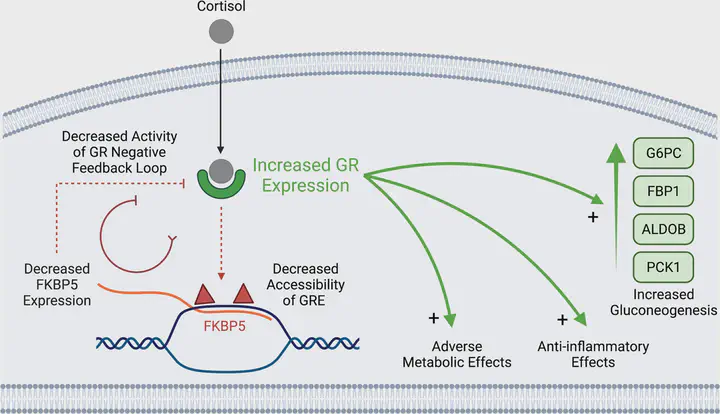 Cortisol
Decreased Activity
of GR Negative
Feedback Loop
Increased GR
Expression
G6PC
FBP1
ALDOB
PCK1
+
Increased
Gluconeogenesis
Decreased
FKBP5
Expression
Decreased
Accessibility
of GRE
FKBP5
+
Adverse
Metabolic Effects
+
Anti-inflammatory
Effects